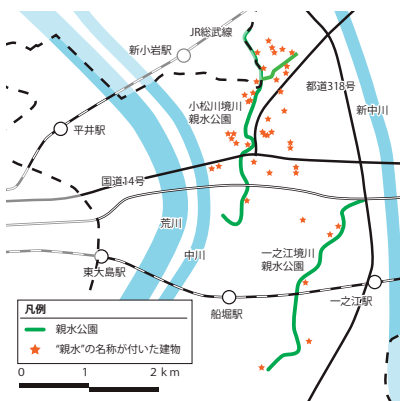 JR総武線
新小岩駅
都道318号
小松川境川
親水公園
新中川
平井駅
国道14号
荒川
中川
一之江境川
親水公園
東大島駅
一之江駅
船堀駅
凡例
親水公園
"親水"の名称が付いた建物
0 1 2 km